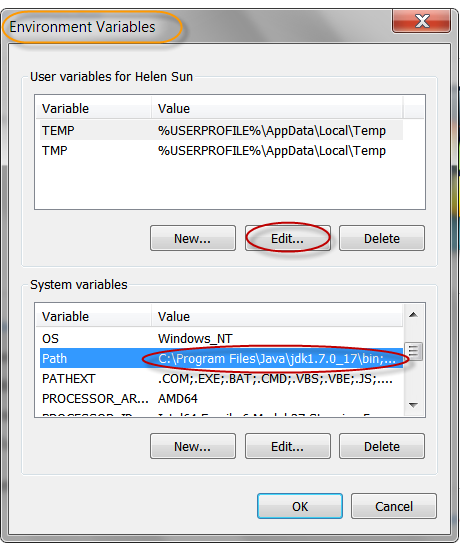 Environment Variables
User variables for Helen Sun
Variable Value
TEMP %USERPROFILE%\AppData\Local\Temp
TMP %USERPROFILE%\AppData\Local\Temp
New... Edit... Delete
System variables
Variable Value
OS Windows_NT
Path C:\Program Files\Java\jdk1.7.0_17\bin;...
PATHEXT .COM;.EXE;.BAT;.CMD;.VBS;.VBE;.JS;....
PROCESSOR_AR... AMD64
New... Edit... Delete
OK Cancel